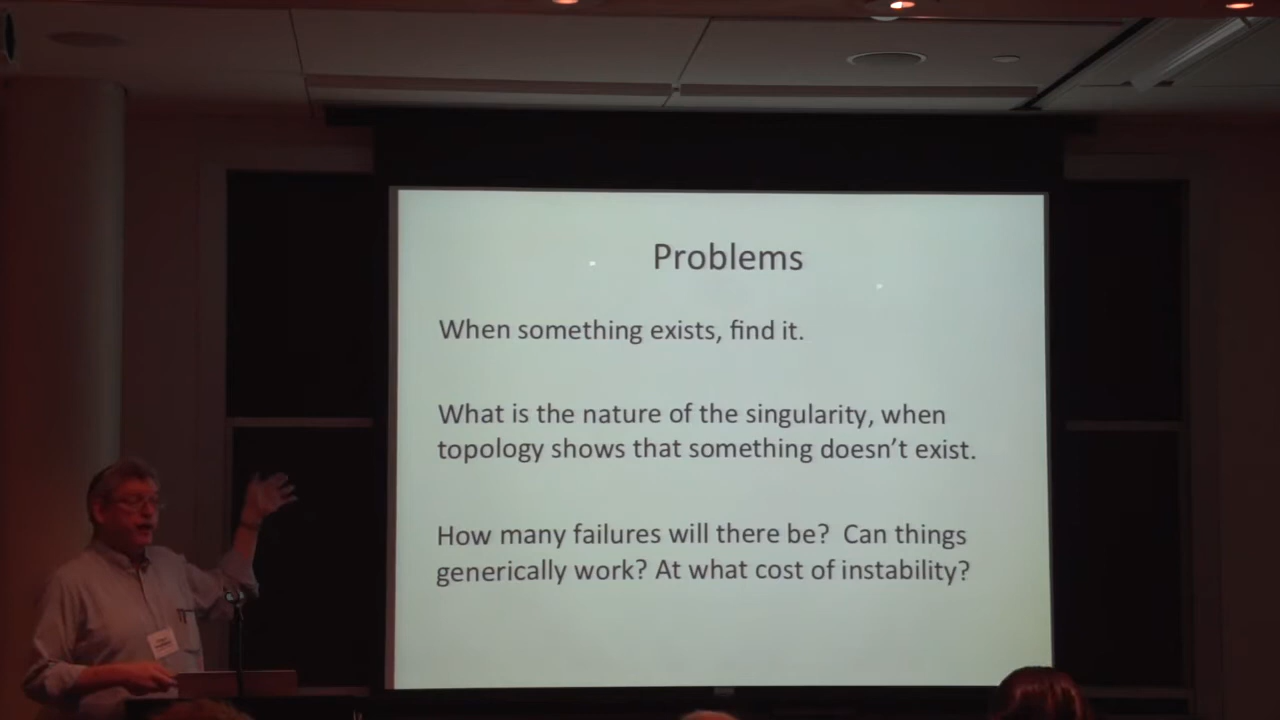 Problems
When something exists, find it.
What is the nature of the singularity, when
topology shows that something doesn’t exist.
How many failures will there be? Can things
generically work? At what cost of instability?